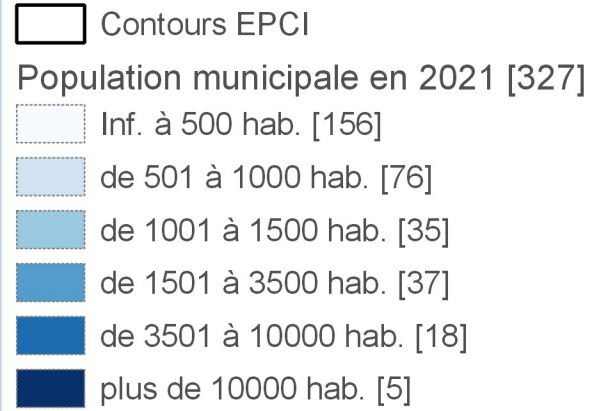 Contours EPCI
Population municipale en 2021 [327]
Inf. à 500 hab. [156]
de 501 à 1000 hab. [76]
de 1001 à 1500 hab. [35]
de 1501 à 3500 hab. [37]
de 3501 à 10000 hab. [18]
plus de 10000 hab. [5]